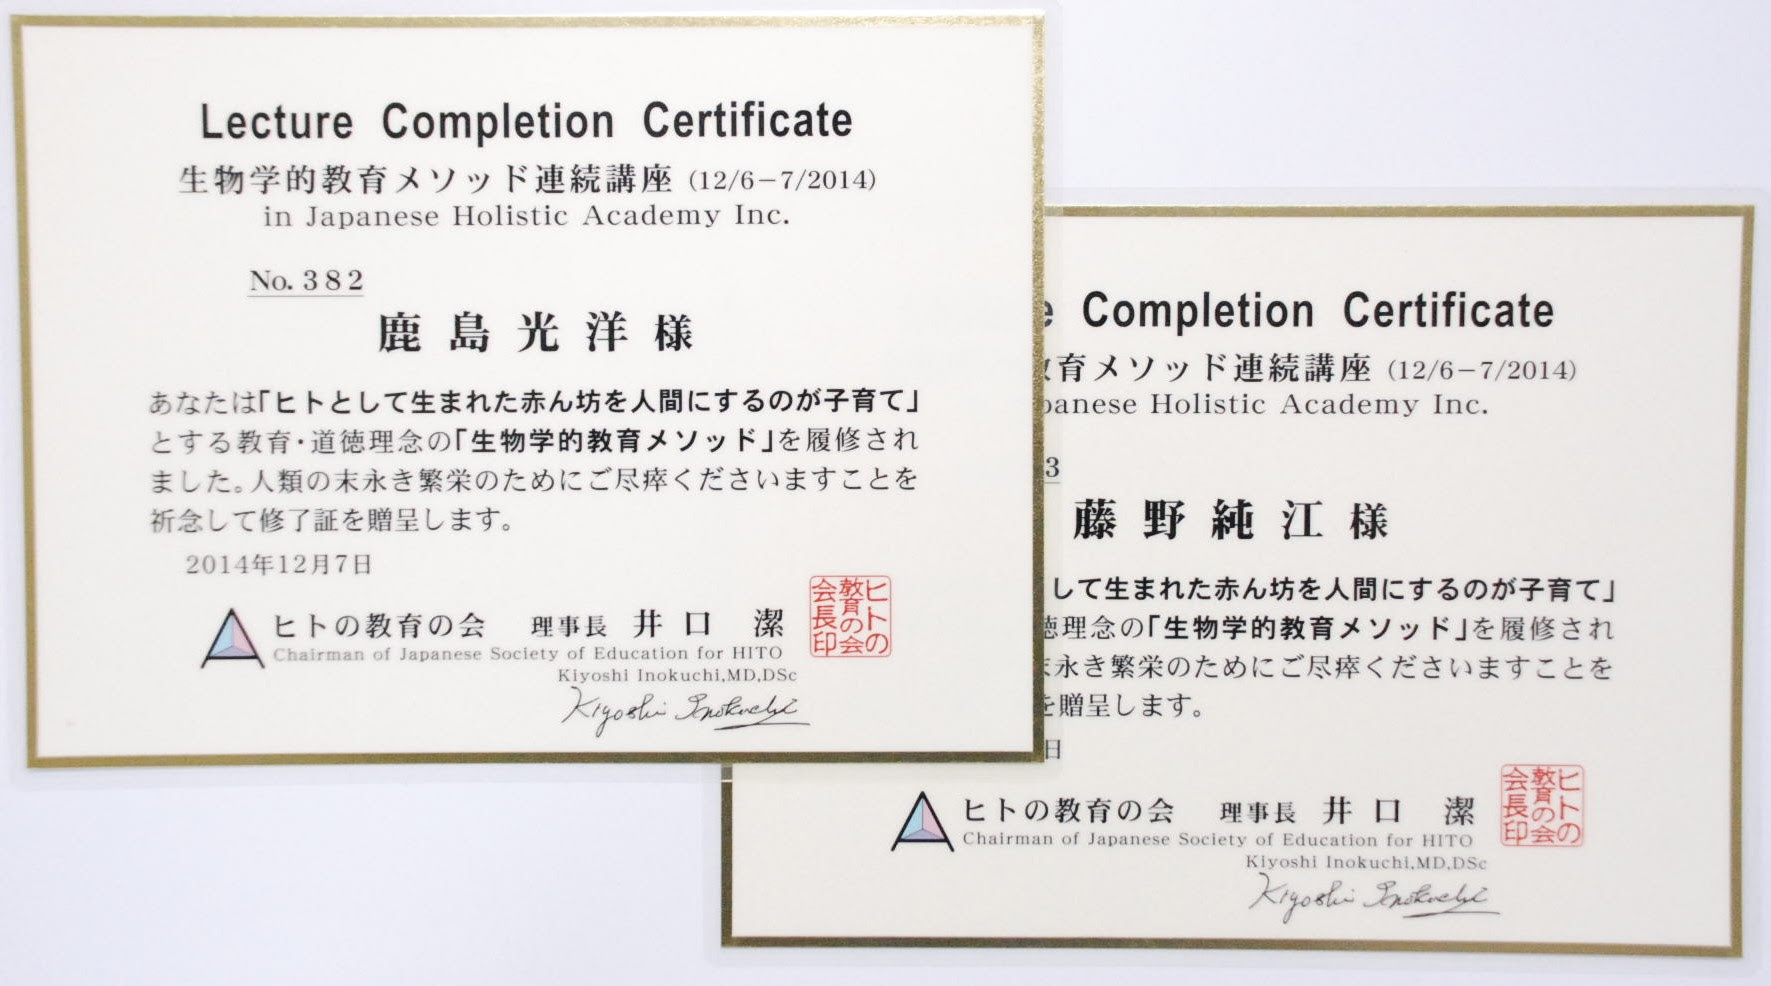 Lecture Completion Certificate
生物学的教育メソッド連続講座 (12/6－7/2014)
in Japanese Holistic Academy Inc.
No. 382
鹿島光洋 様
あなたは「ヒトとして生まれた赤ん坊を人間にするのが子育て」
とする教育・道徳理念の「生物学的教育メソッド」を履修され
ました。人類の末永き繁栄のためにご尽瘁くださいますことを
祈念して修了証を贈呈します。
2014年12月7日
ヒトの教育の会 理事長 井口 潔
Chairman of Japanese Society of Education for HITO
Kiyoshi Inokuchi,MD,DSc
Kiyoshi Inokuchi
ヒトの
教育の会
会長印
e Completion Certificate
育メソッド連続講座 (12/6－7/2014)
panese Holistic Academy Inc.
3
藤野純江 様
して生まれた赤ん坊を人間にするのが子育て」
徳理念の「生物学的教育メソッド」を履修され
永き繁栄のためにご尽瘁くださいますことを
を贈呈します。
日
ヒトの教育の会 理事長 井口 潔
Chairman of Japanese Society of Education for HITO
Kiyoshi Inokuchi,MD,DSc
Kiyoshi Inokuchi
ヒトの
教育の会
会長印